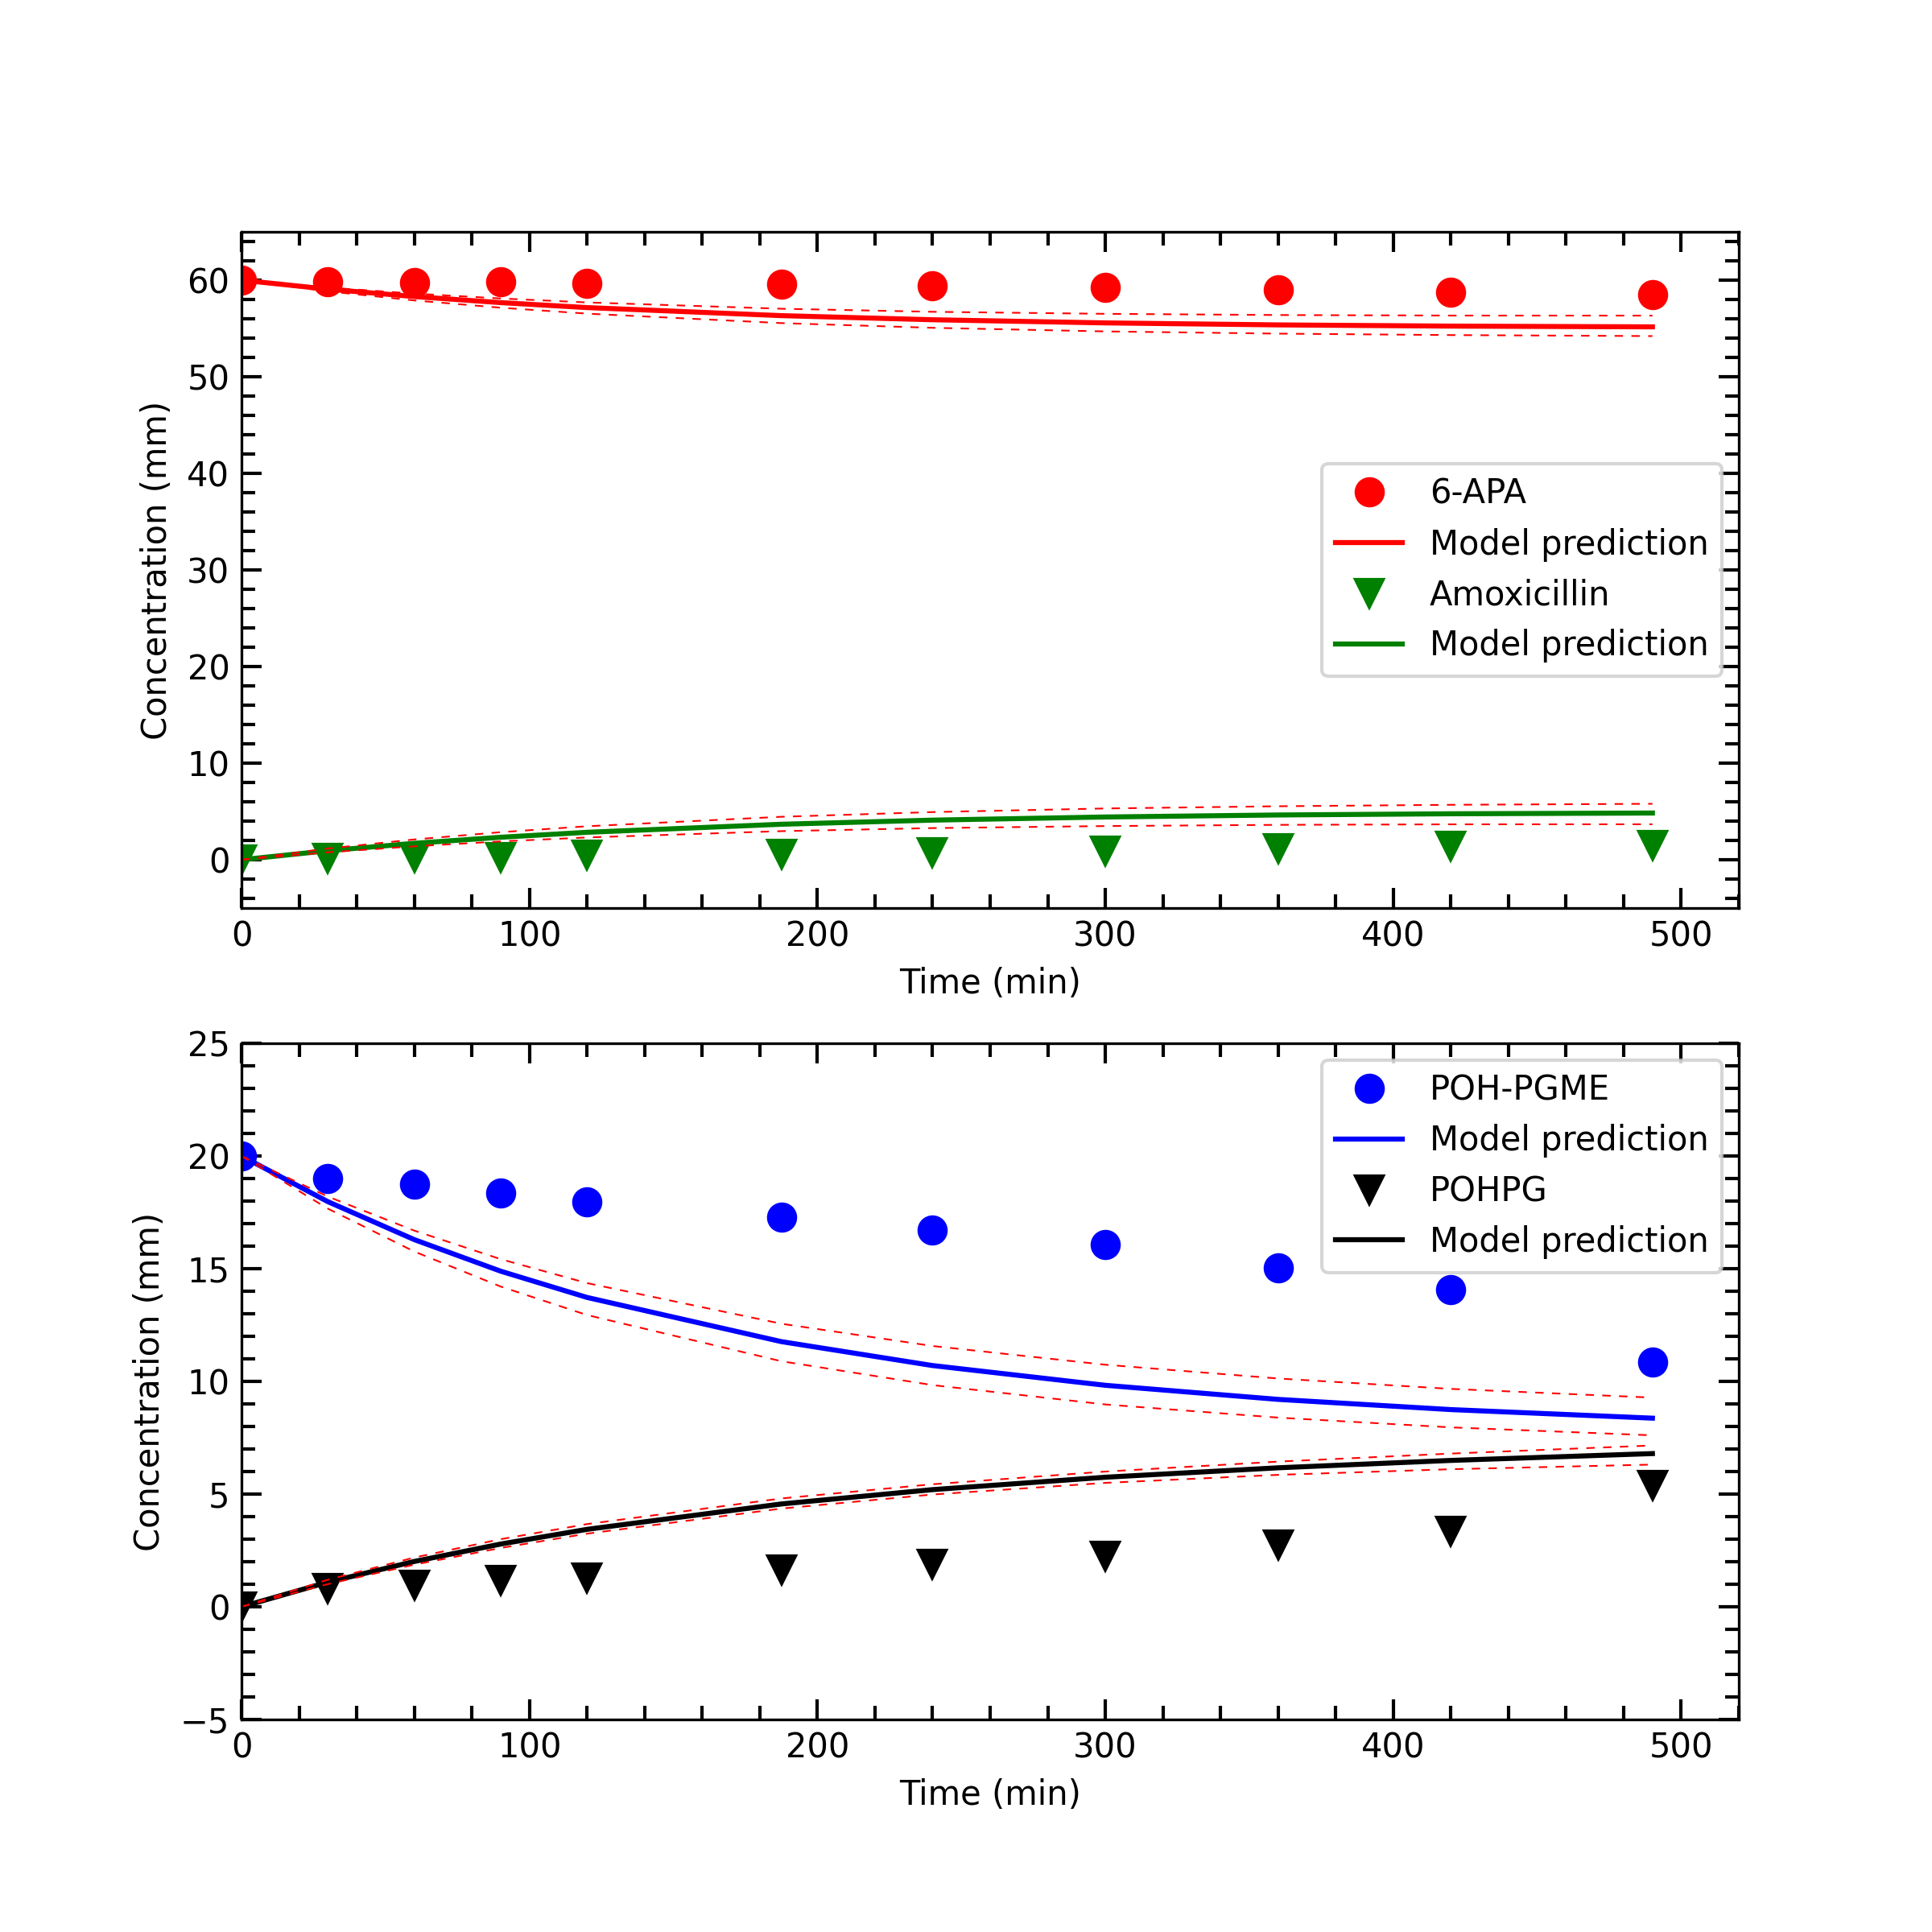 60
50
40
30
20
10
0
Concentration (mm)
6-APA
Model prediction
Amoxicillin
Model prediction
0 100 200 300 400 500
Time (min)
25
20
15
10
5
0
−5
Concentration (mm)
POH-PGME
Model prediction
POHPG
Model prediction
0 100 200 300 400 500
Time (min)